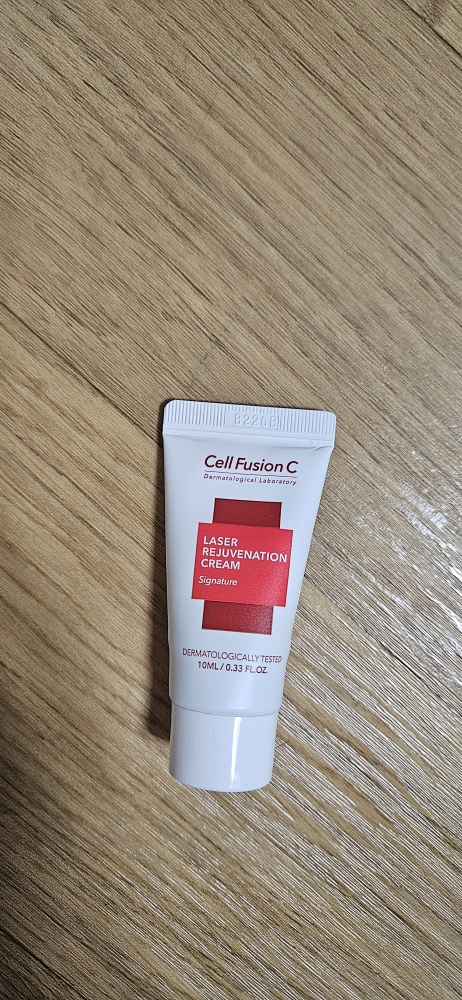 Cell Fusion C
Dermatological Laboratory
LASER
REJUVENATION
CREAM
Signature
DERMATOLOGICALLY TESTED
10ML / 0.33 FL.OZ.